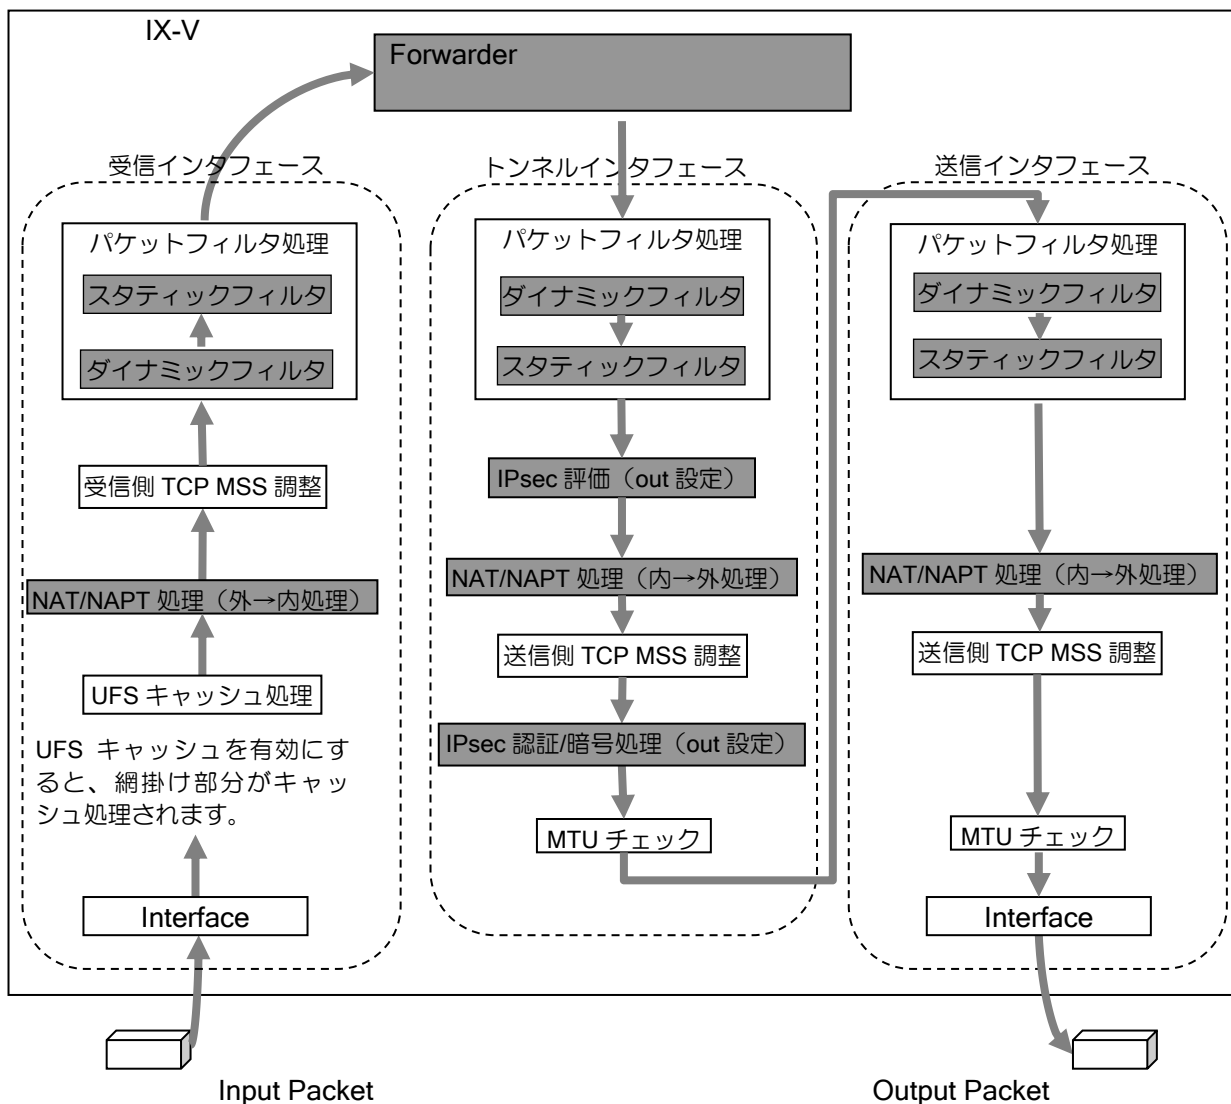 IX-V
Forwarder
受信インタフェース
パケットフィルタ処理
スタティックフィルタ
ダイナミックフィルタ
受信側 TCP MSS 調整
NAT/NAPT 処理（外→内処理）
UFS キャッシュ処理
UFS キャッシュを有効にす
ると、網掛け部分がキャッ
シュ処理されます。
Interface
Input Packet
トンネルインタフェース
パケットフィルタ処理
ダイナミックフィルタ
スタティックフィルタ
IPsec 評価（out 設定）
NAT/NAPT 処理（内→外処理）
送信側 TCP MSS 調整
IPsec 認証/暗号処理（out 設定）
MTU チェック
送信インタフェース
パケットフィルタ処理
ダイナミックフィルタ
スタティックフィルタ
NAT/NAPT 処理（内→外処理）
送信側 TCP MSS 調整
MTU チェック
Interface
Output Packet